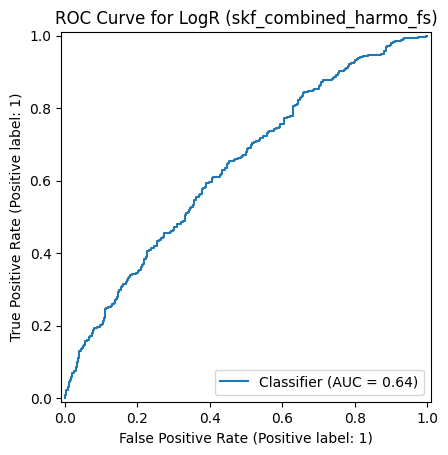 ROC Curve for LogR (skf_combined_harmo_fs)
True Positive Rate (Positive label: 1)
1.0
0.8
0.6
0.4
0.2
0.0
Classifier (AUC = 0.64)
0.0 0.2 0.4 0.6 0.8 1.0
False Positive Rate (Positive label: 1)